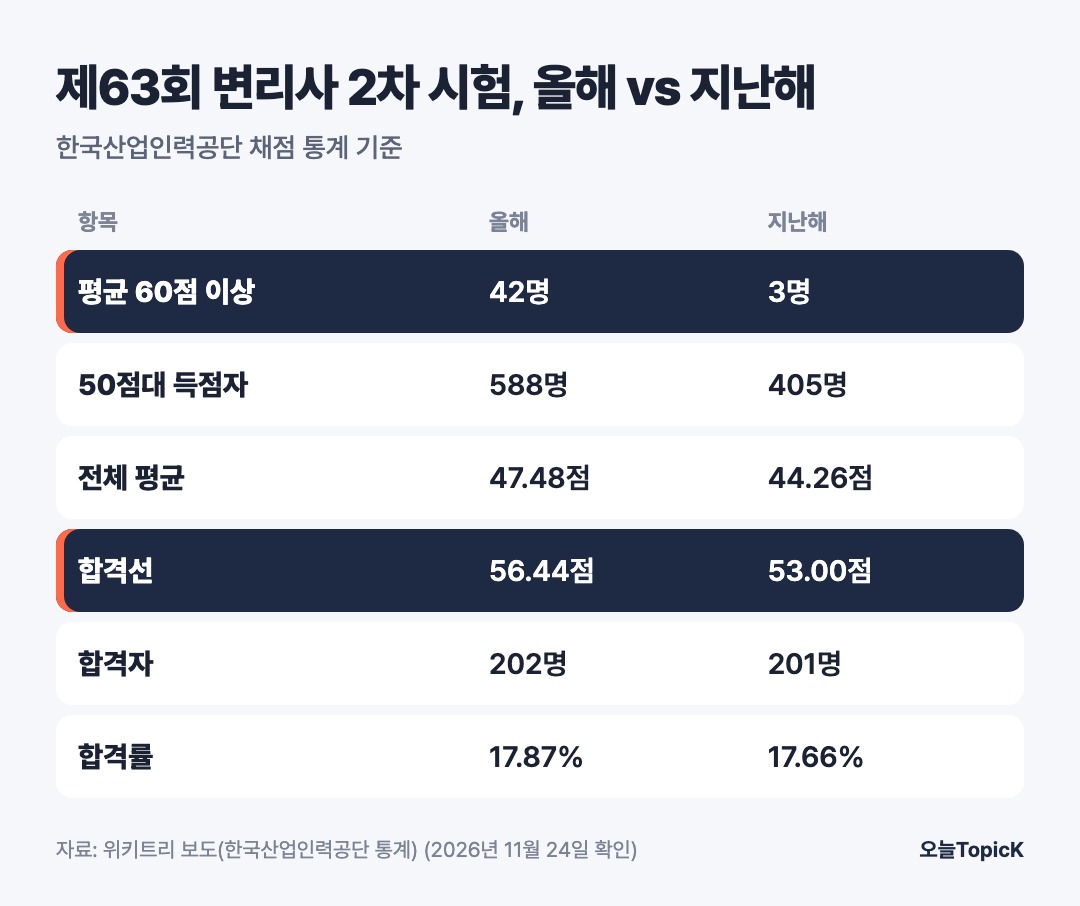 제63회 변리사 2차 시험, 올해 vs 지난해
한국산업인력공단 채점 통계 기준
항목 올해 지난해
평균 60점 이상 42명 3명
50점대 득점자 588명 405명
전체 평균 47.48점 44.26점
합격선 56.44점 53.00점
합격자 202명 201명
합격률 17.87% 17.66%
자료: 위키트리 보도(한국산업인력공단 통계) (2026년 11월 24일 확인) 오늘TopicK